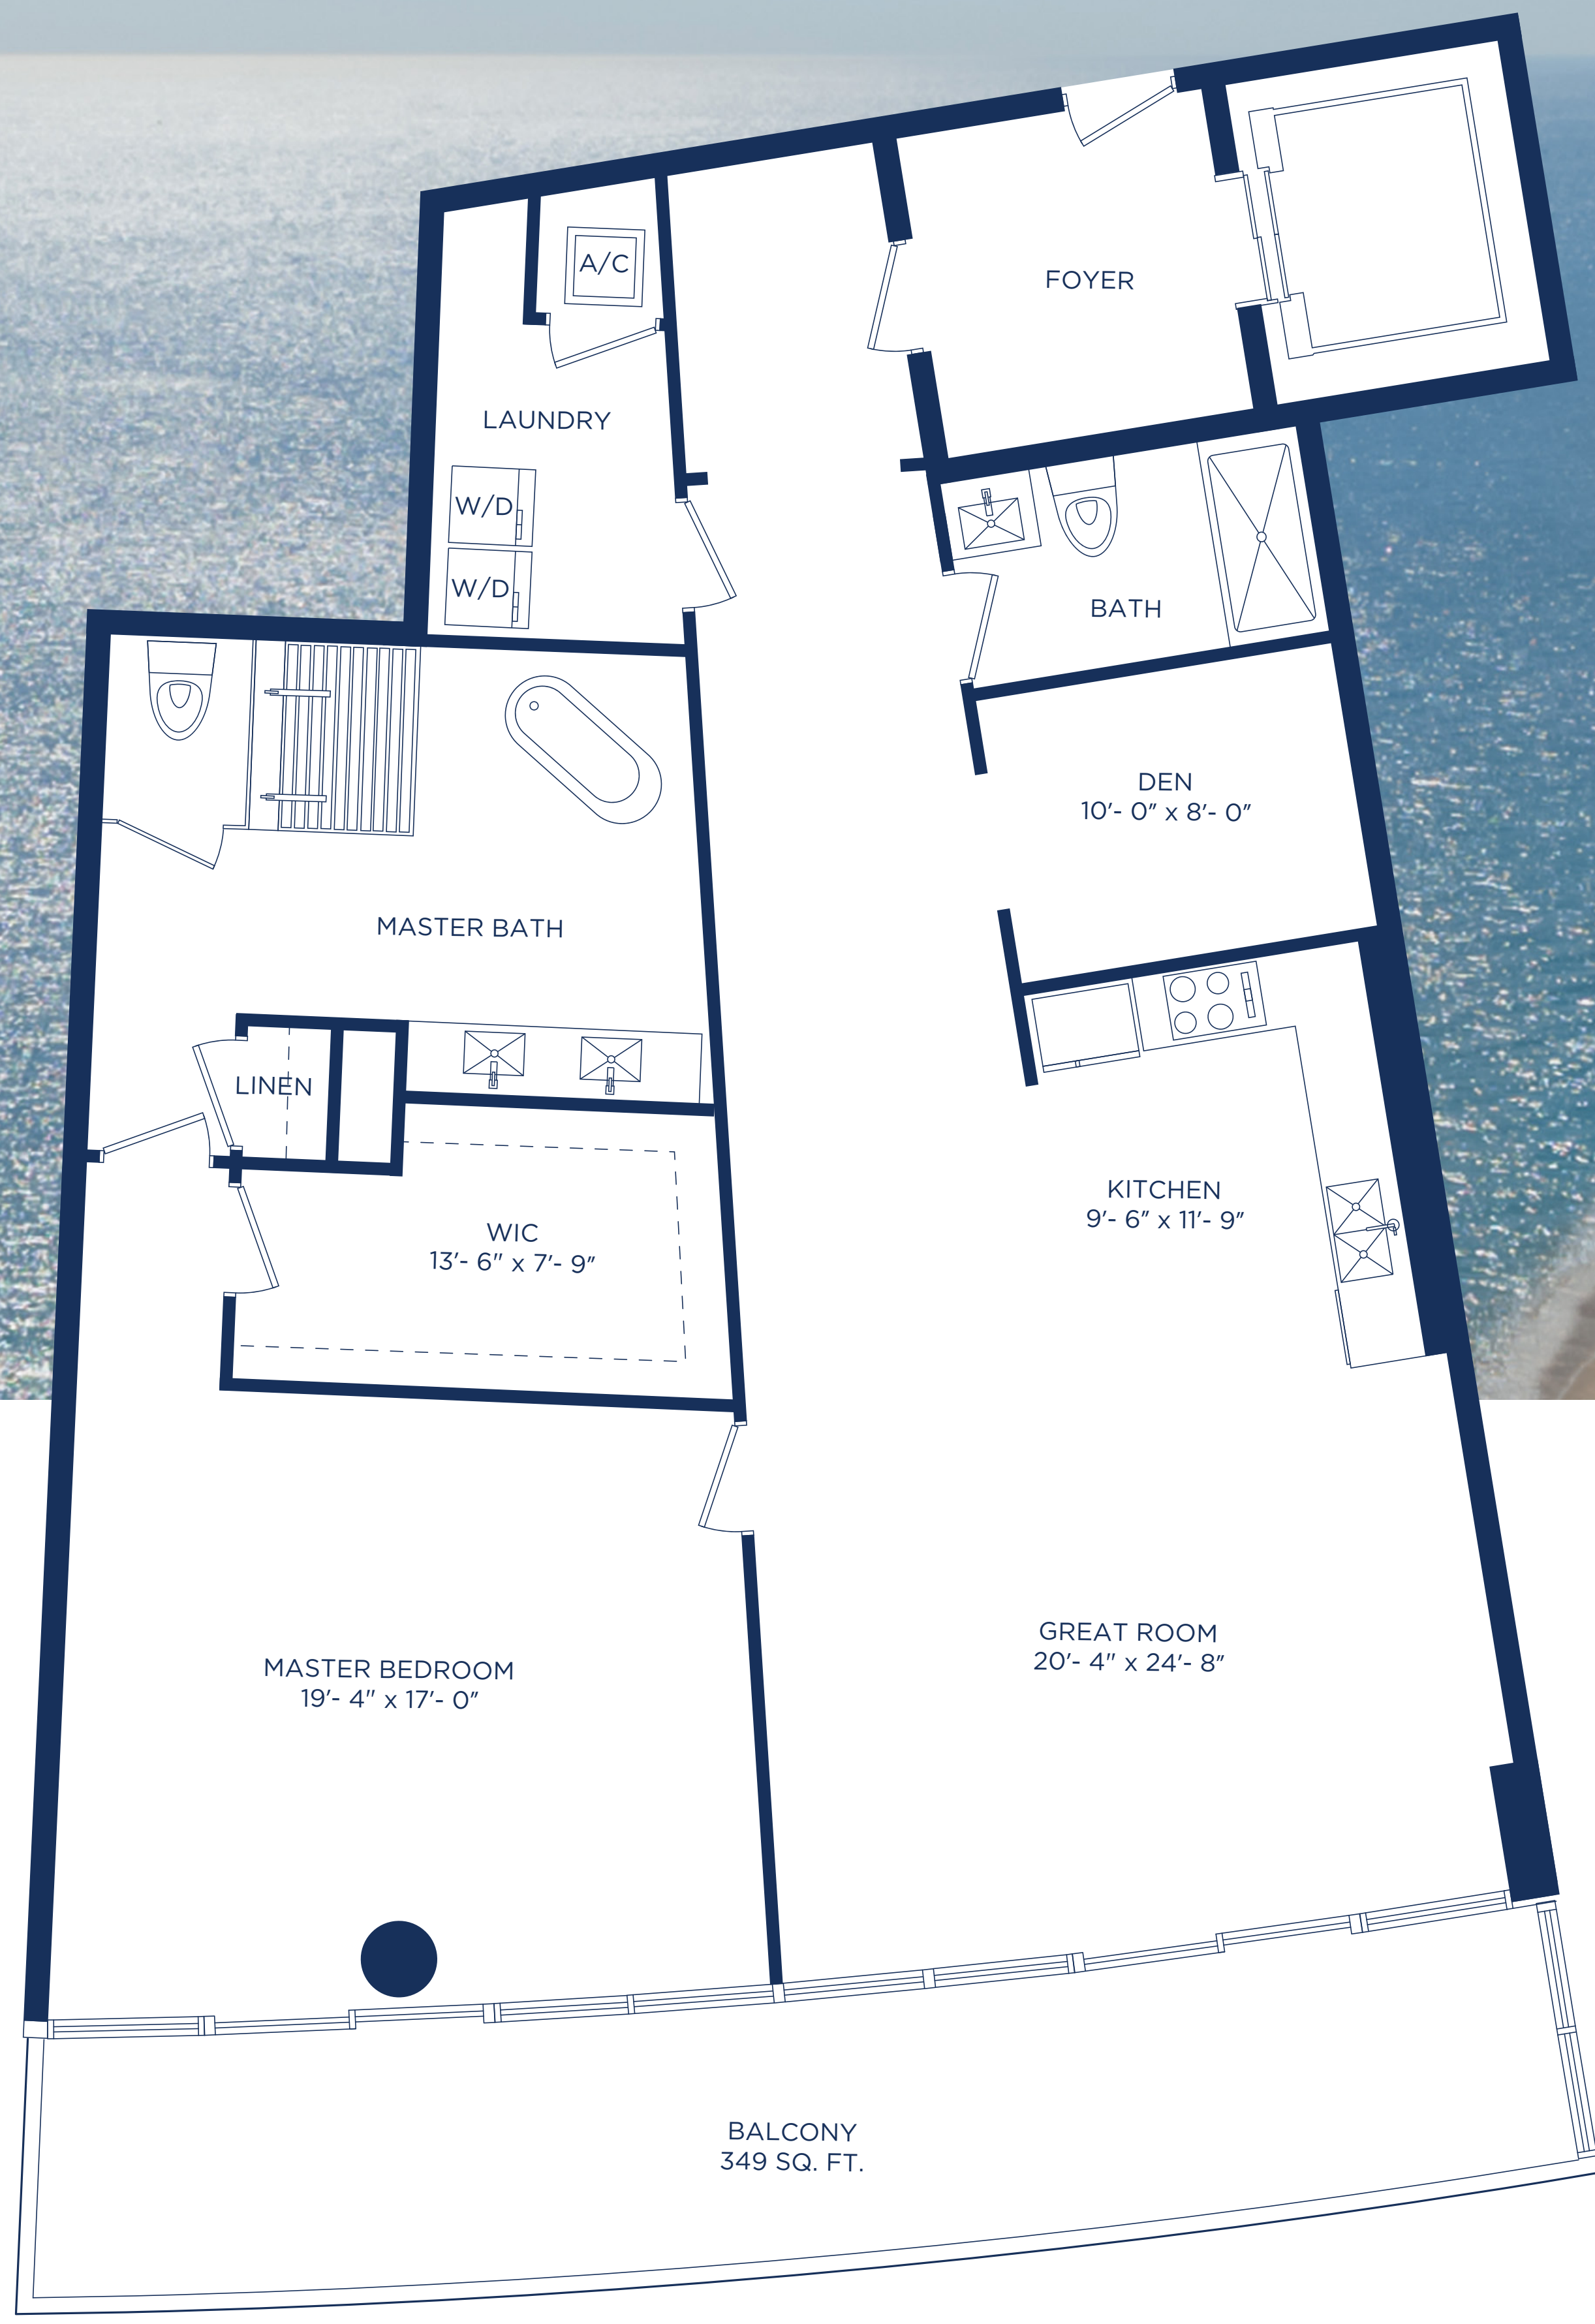 A/C
FOYER
LAUNDRY
W/D
W/D
BATH
DEN
10'- 0" x 8'- 0"
MASTER BATH
LINEN
KITCHEN
9'- 6" x 11'- 9"
WIC
13'- 6" x 7'- 9"
GREAT ROOM
20'- 4" x 24'- 8"
MASTER BEDROOM
19'- 4" x 17'- 0"
BALCONY
349 SQ. FT.